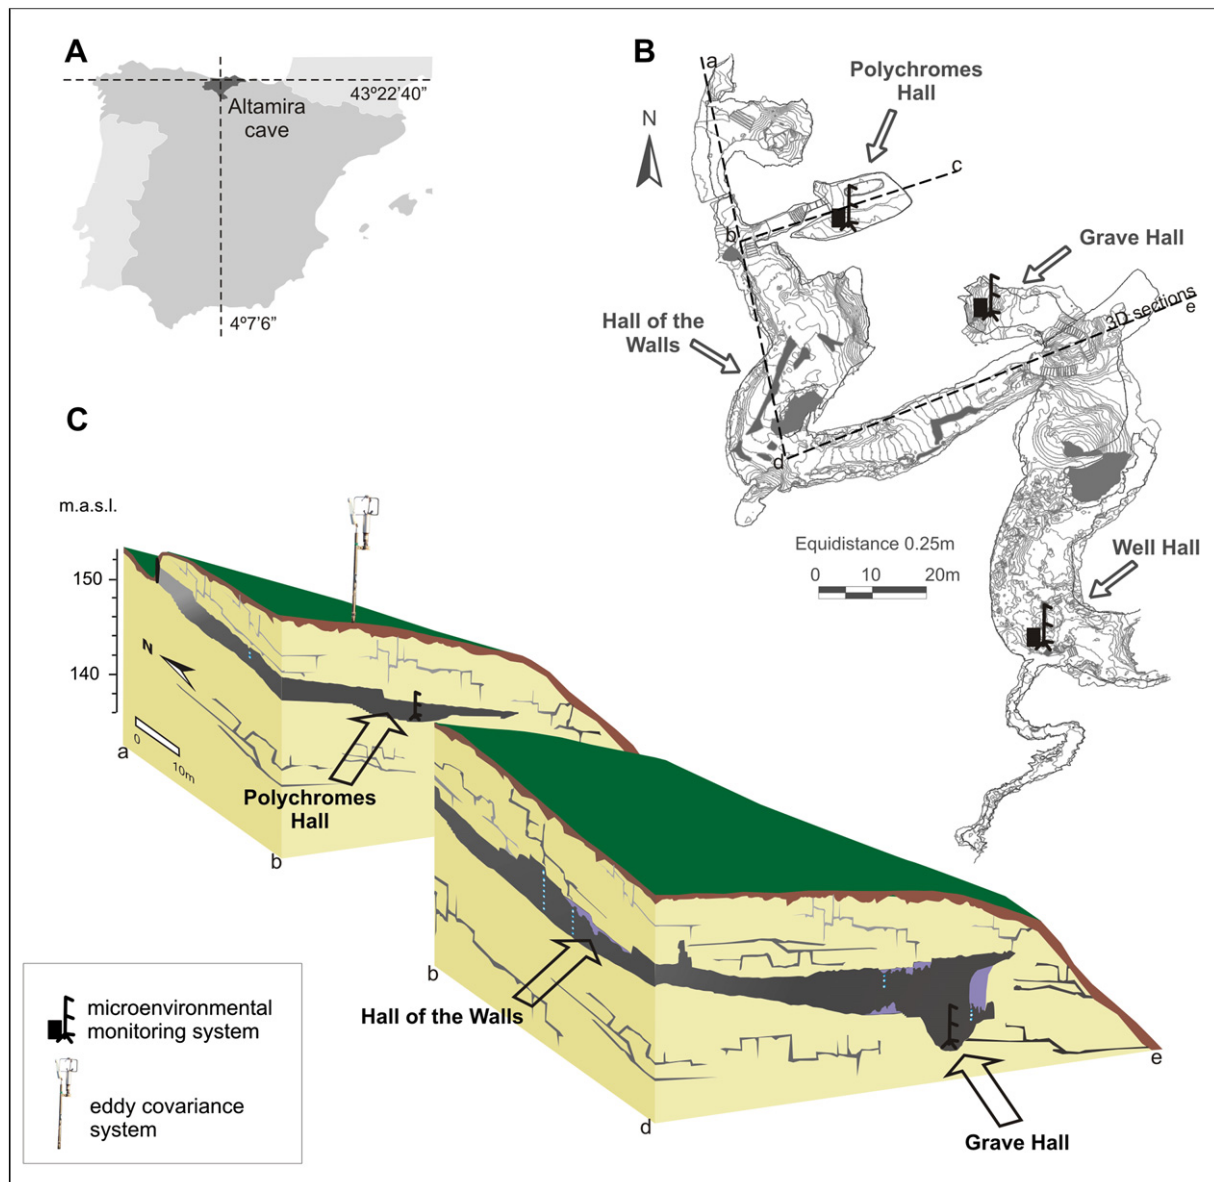 A
43º22'40”
Altamira
cave
4º7'6”
B
a
Polychromes
Hall
N
c
b
Grave Hall
3D sections
e
Hall of the
Walls
d
Equidistance 0.25m
0 10 20m
Well Hall
C
m.a.s.l.
150
N
140
0
10m
a
Polychromes
Hall
b
b
Hall of the Walls
d
e
Grave Hall
microenvironmental
monitoring system
eddy covariance
system